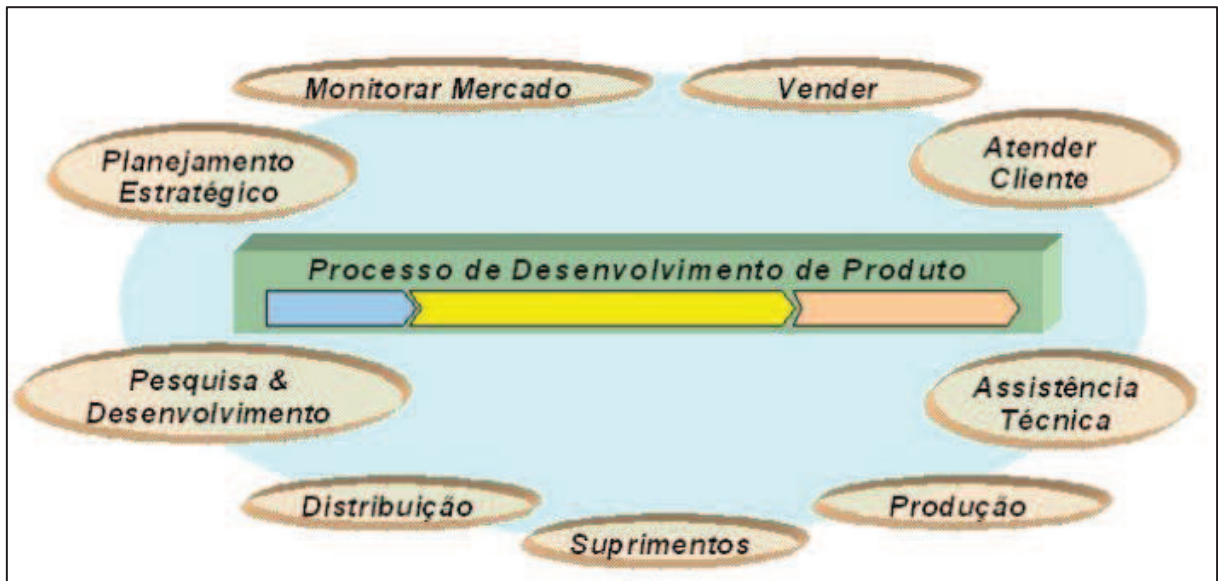 Monitorar Mercado
Vender
Planejamento
Estratégico
Atender
Cliente
Processo de Desenvolvimento de Produto
Pesquisa &
Desenvolvimento
Assistência
Técnica
Distribuição
Produção
Suprimentos